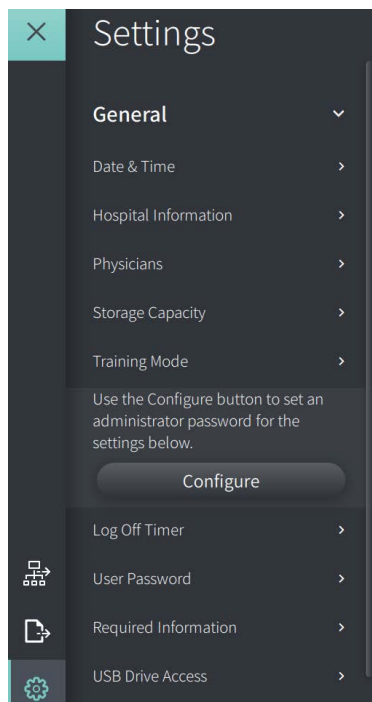 Settings
General
Date & Time
Hospital Information
Physicians
Storage Capacity
Training Mode
Use the Configure button to set an
administrator password for the
settings below.
Configure
Log Off Timer
User Password
Required Information
USB Drive Access